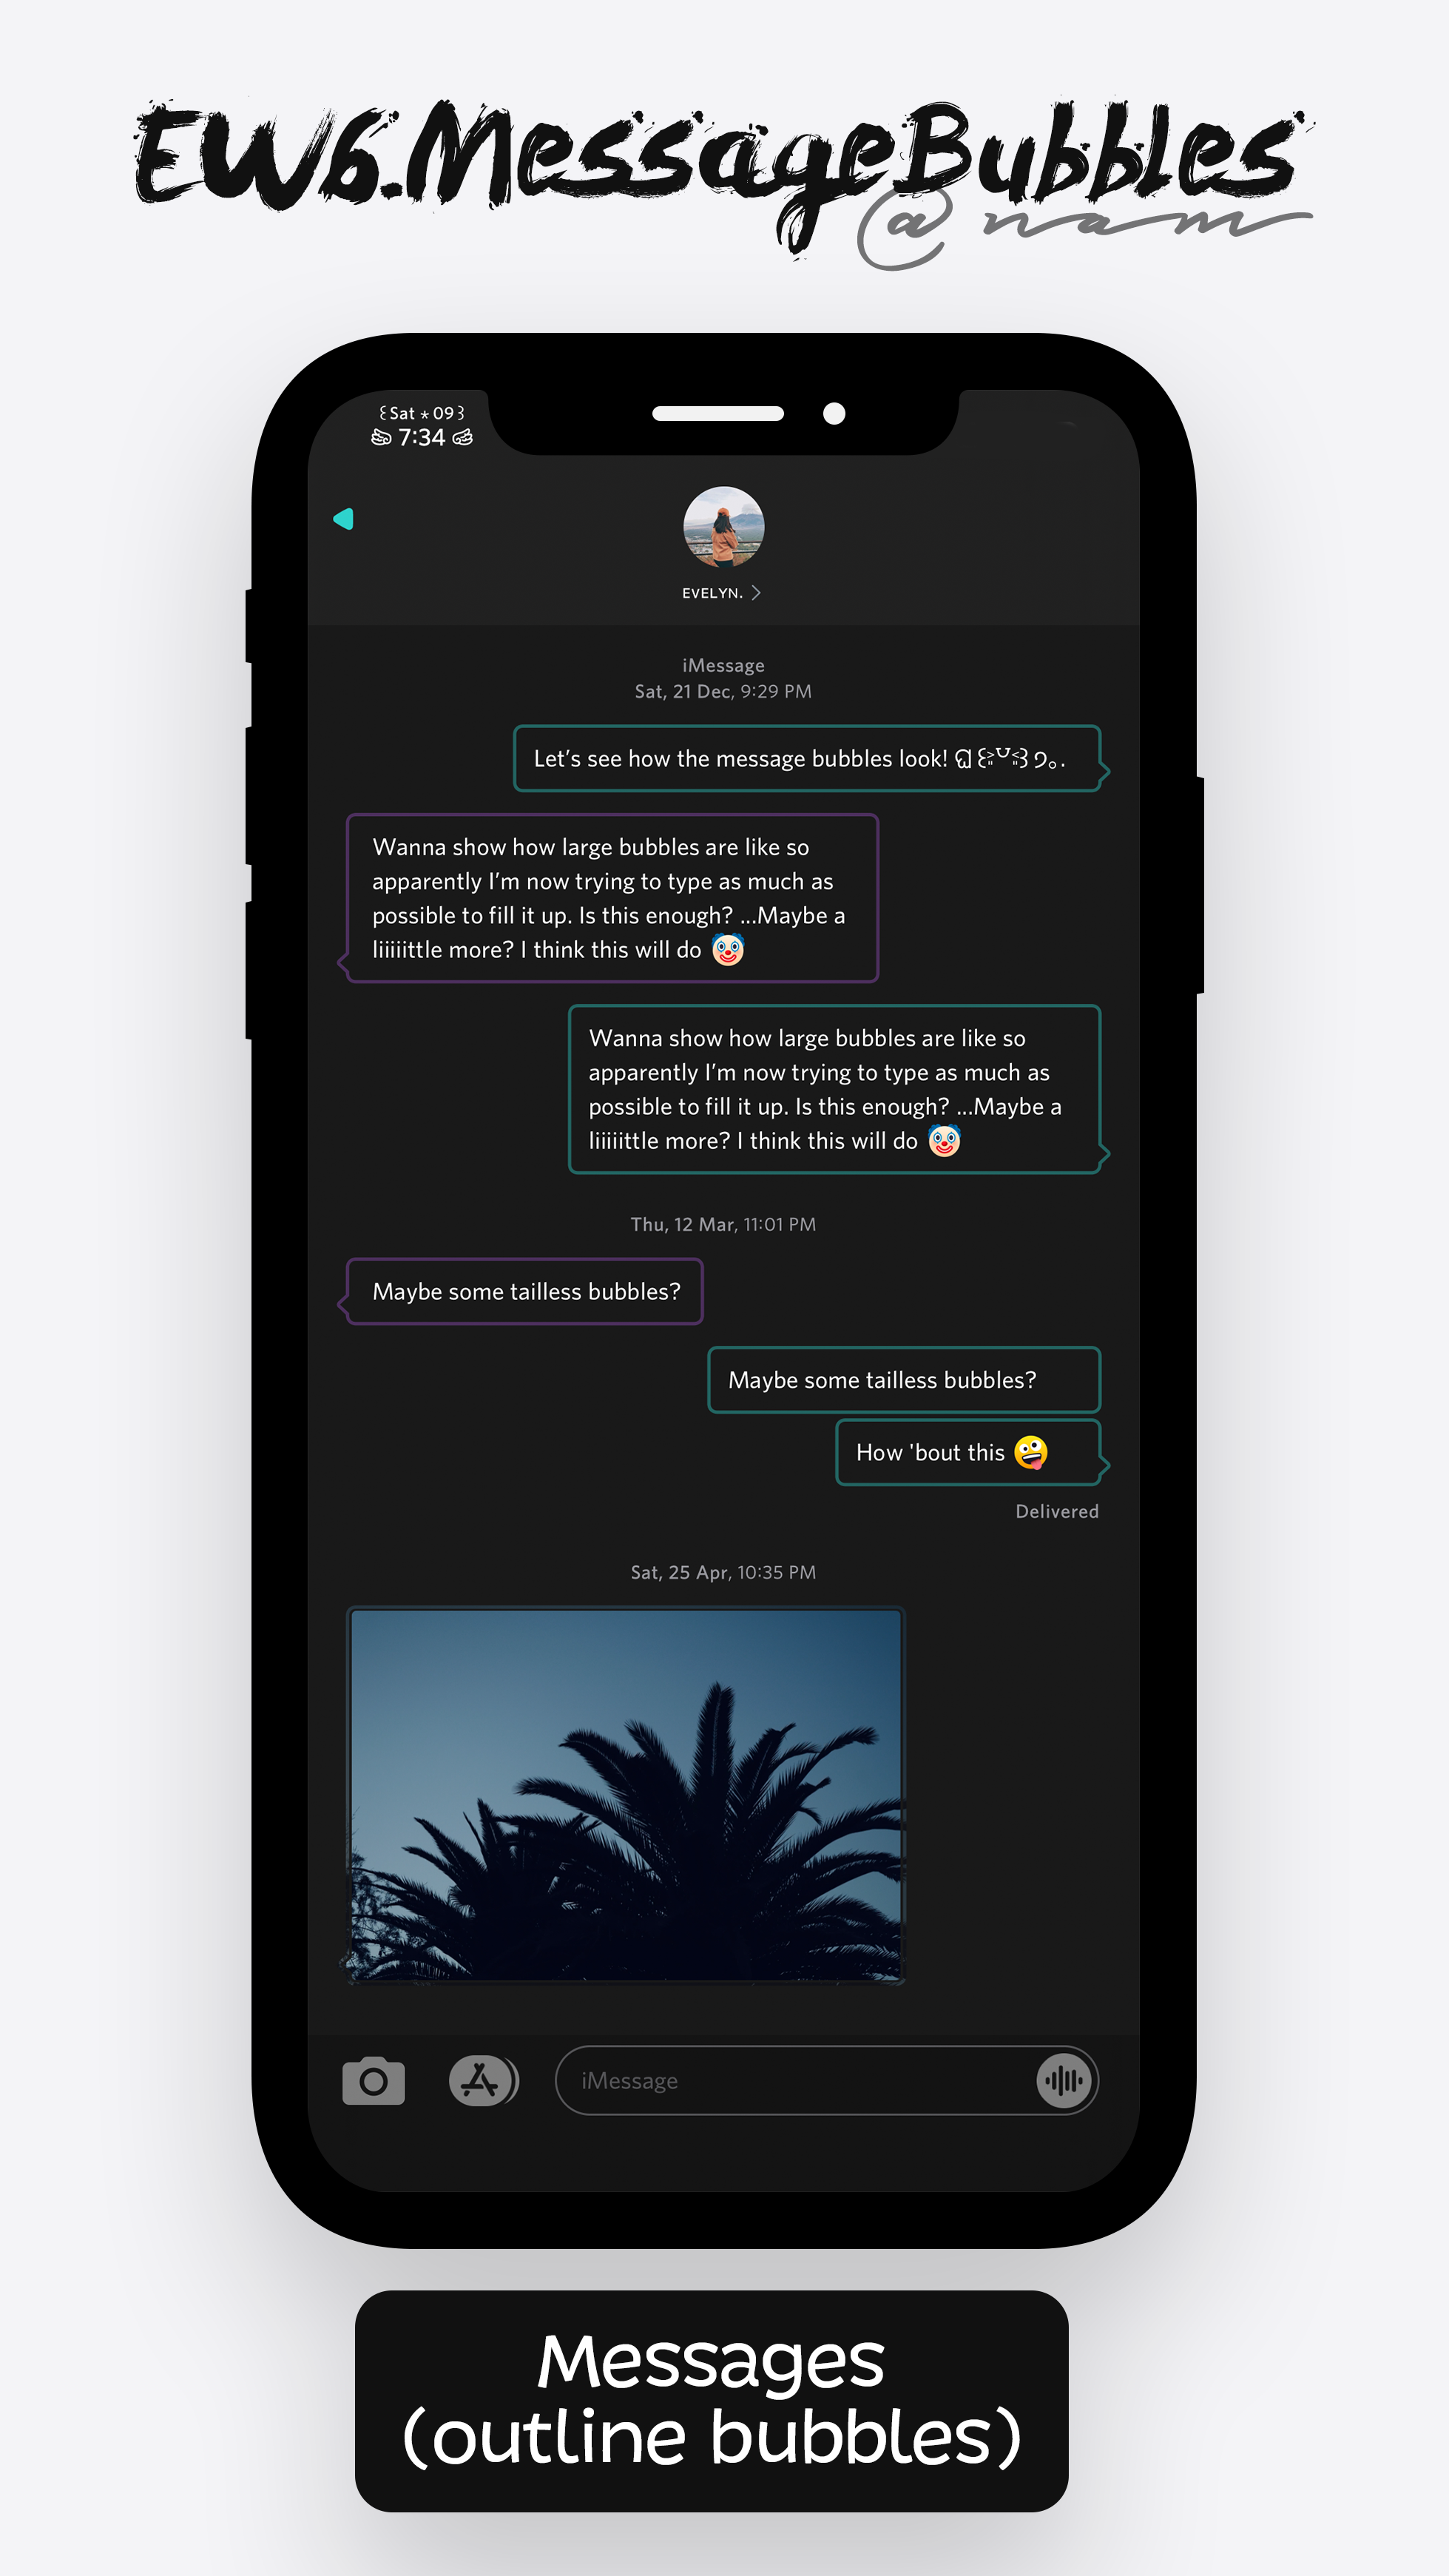 EW6.MessageBubbles
@nam
꒰Sat⋆09꒱
7:34
EVELYN.
iMessage
Sat, 21 Dec, 9:29 PM
Let’s see how the message bubbles look!
Wanna show how large bubbles are like so
apparently I’m now trying to type as much as
possible to fill it up. Is this enough? ...Maybe a
liiiiittle more? I think this will do 🤡
Wanna show how large bubbles are like so
apparently I’m now trying to type as much as
possible to fill it up. Is this enough? ...Maybe a
liiiiittle more? I think this will do 🤡
Thu, 12 Mar, 11:01 PM
Maybe some tailless bubbles?
Maybe some tailless bubbles?
How 'bout this 🤪
Delivered
Sat, 25 Apr, 10:35 PM
iMessage
Messages
(outline bubbles)